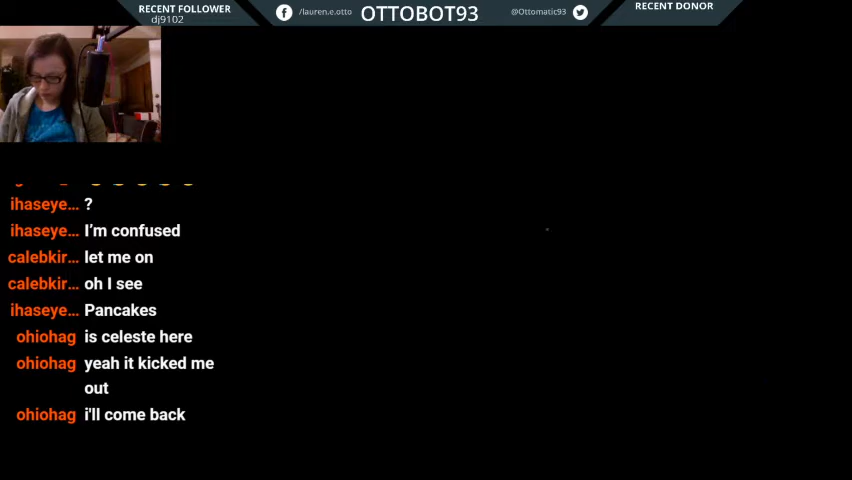 RECENT FOLLOWER
dj9102
/lauren.e.otto
OTTOBOT93
@Ottomatic93
RECENT DONOR
ihaseye… ?
ihaseye… I'm confused
calebkir… let me on
calebkir… oh I see
ihaseye… Pancakes
ohiohag is celeste here
ohiohag yeah it kicked me
out
ohiohag i'll come back